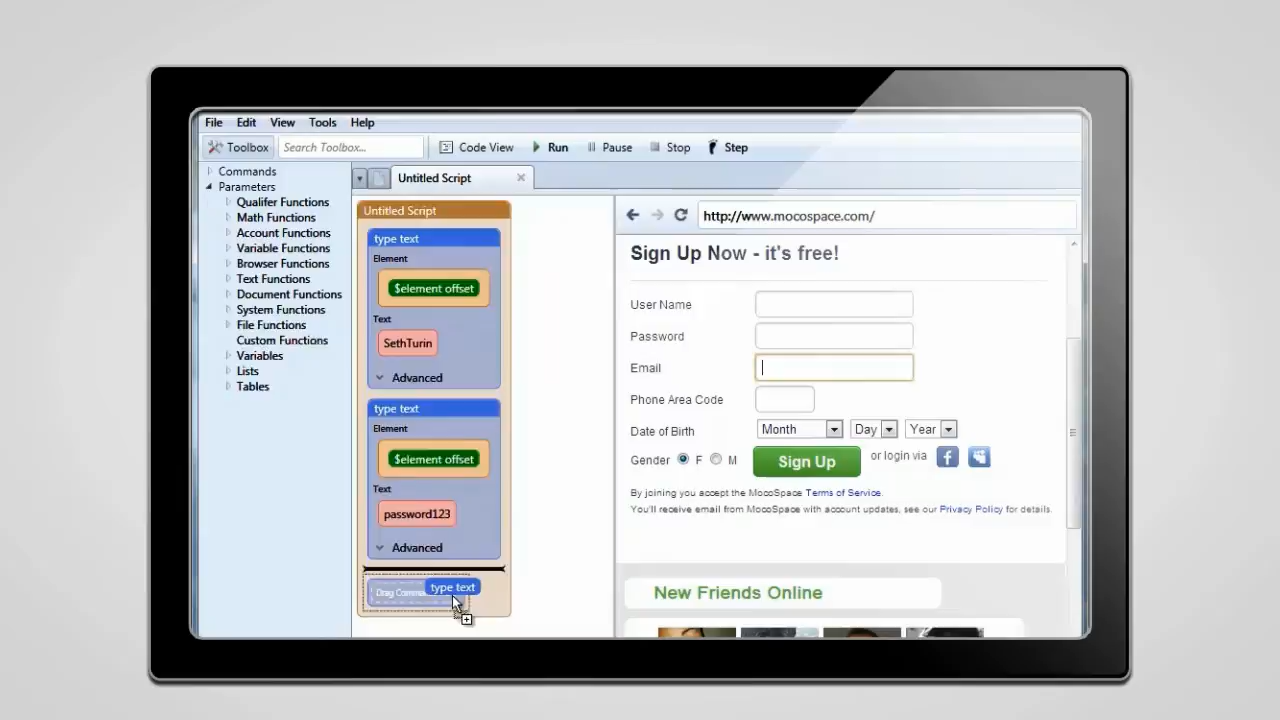 File Edit View Tools Help
Toolbox Search Toolbox... Code View Run Pause Stop Step
Commands
Parameters
Qualifer Functions
Math Functions
Account Functions
Variable Functions
Browser Functions
Text Functions
Document Functions
System Functions
File Functions
Custom Functions
Variables
Lists
Tables
Untitled Script
Untitled Script
type text
Element
$element offset
Text
SethTurin
Advanced
type text
Element
$element offset
Text
password123
Advanced
Drag
type text
http://www.mocospace.com/
Sign Up Now - it's free!
User Name
Password
Email
Phone Area Code
Date of Birth Month Day Year
Gender F M Sign Up or login via f
By joining you accept the MocoSpace Terms of Service.
You'll receive email from MocoSpace with account updates, see our Privacy Policy for details.
New Friends Online